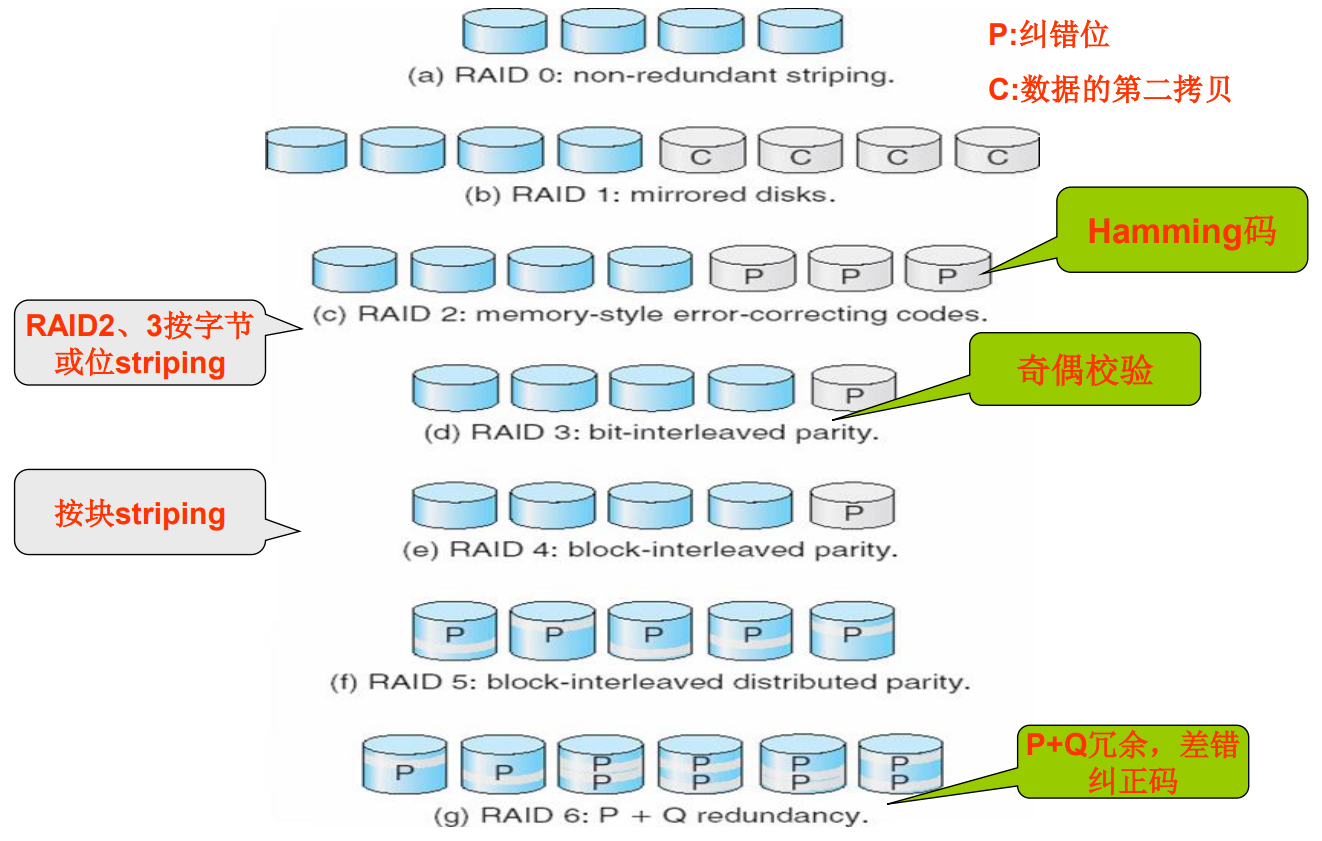 P:纠错位
(a) RAID 0: non-redundant striping.
C:数据的第二拷贝
C C C C
(b) RAID 1: mirrored disks.
Hamming码
P P P
(c) RAID 2: memory-style error-correcting codes.
RAID2、3按字节
或位striping
奇偶校验
P
(d) RAID 3: bit-interleaved parity.
按块striping
P
(e) RAID 4: block-interleaved parity.
P P P P P
(f) RAID 5: block-interleaved distributed parity.
P+Q冗余，差错
纠正码
P P P P P P
P P P P
(g) RAID 6: P + Q redundancy.